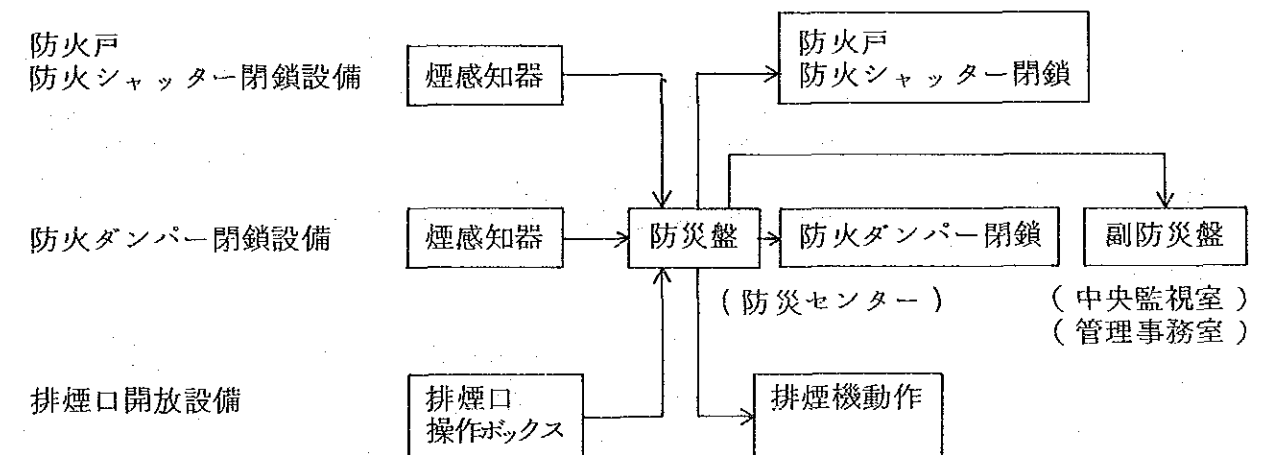 防火戸
防火シャッター閉鎖設備
煙感知器
防火戸
防火シャッター閉鎖
防火ダンパー閉鎖設備
煙感知器
防災盤
防火ダンパー閉鎖
副防災盤
(防災センター)
(中央監視室)
(管理事務室)
排煙口開放設備
排煙口
操作ボックス
排煙機動作